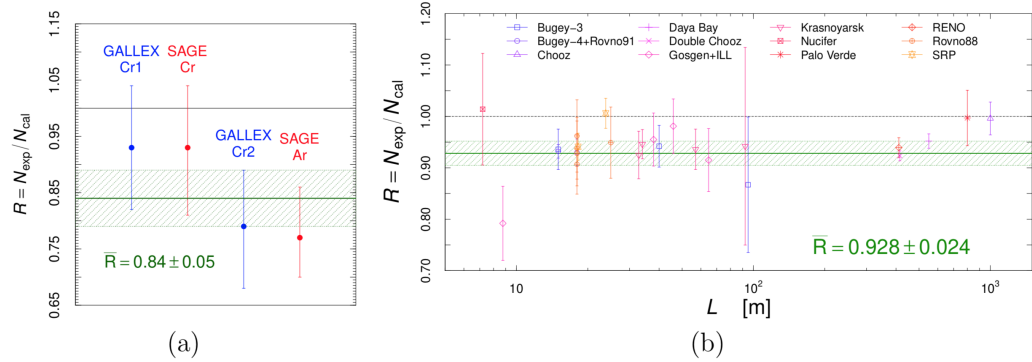 R = N_exp / N_cal
0.65 0.75 0.85 0.95 1.05 1.15
GALLEX
Cr1
SAGE
Cr
GALLEX
Cr2
SAGE
Ar
R̅ = 0.84 ± 0.05
(a)
R = N_exp / N_cal
0.70 0.80 0.90 1.00 1.10 1.20
Bugey-3
Bugey-4+Rovno91
Chooz
Daya Bay
Double Chooz
Gosgen+ILL
Krasnoyarsk
Nucifer
Palo Verde
RENO
Rovno88
SRP
R̅ = 0.928 ± 0.024
10 10² 10³
L [m]
(b)